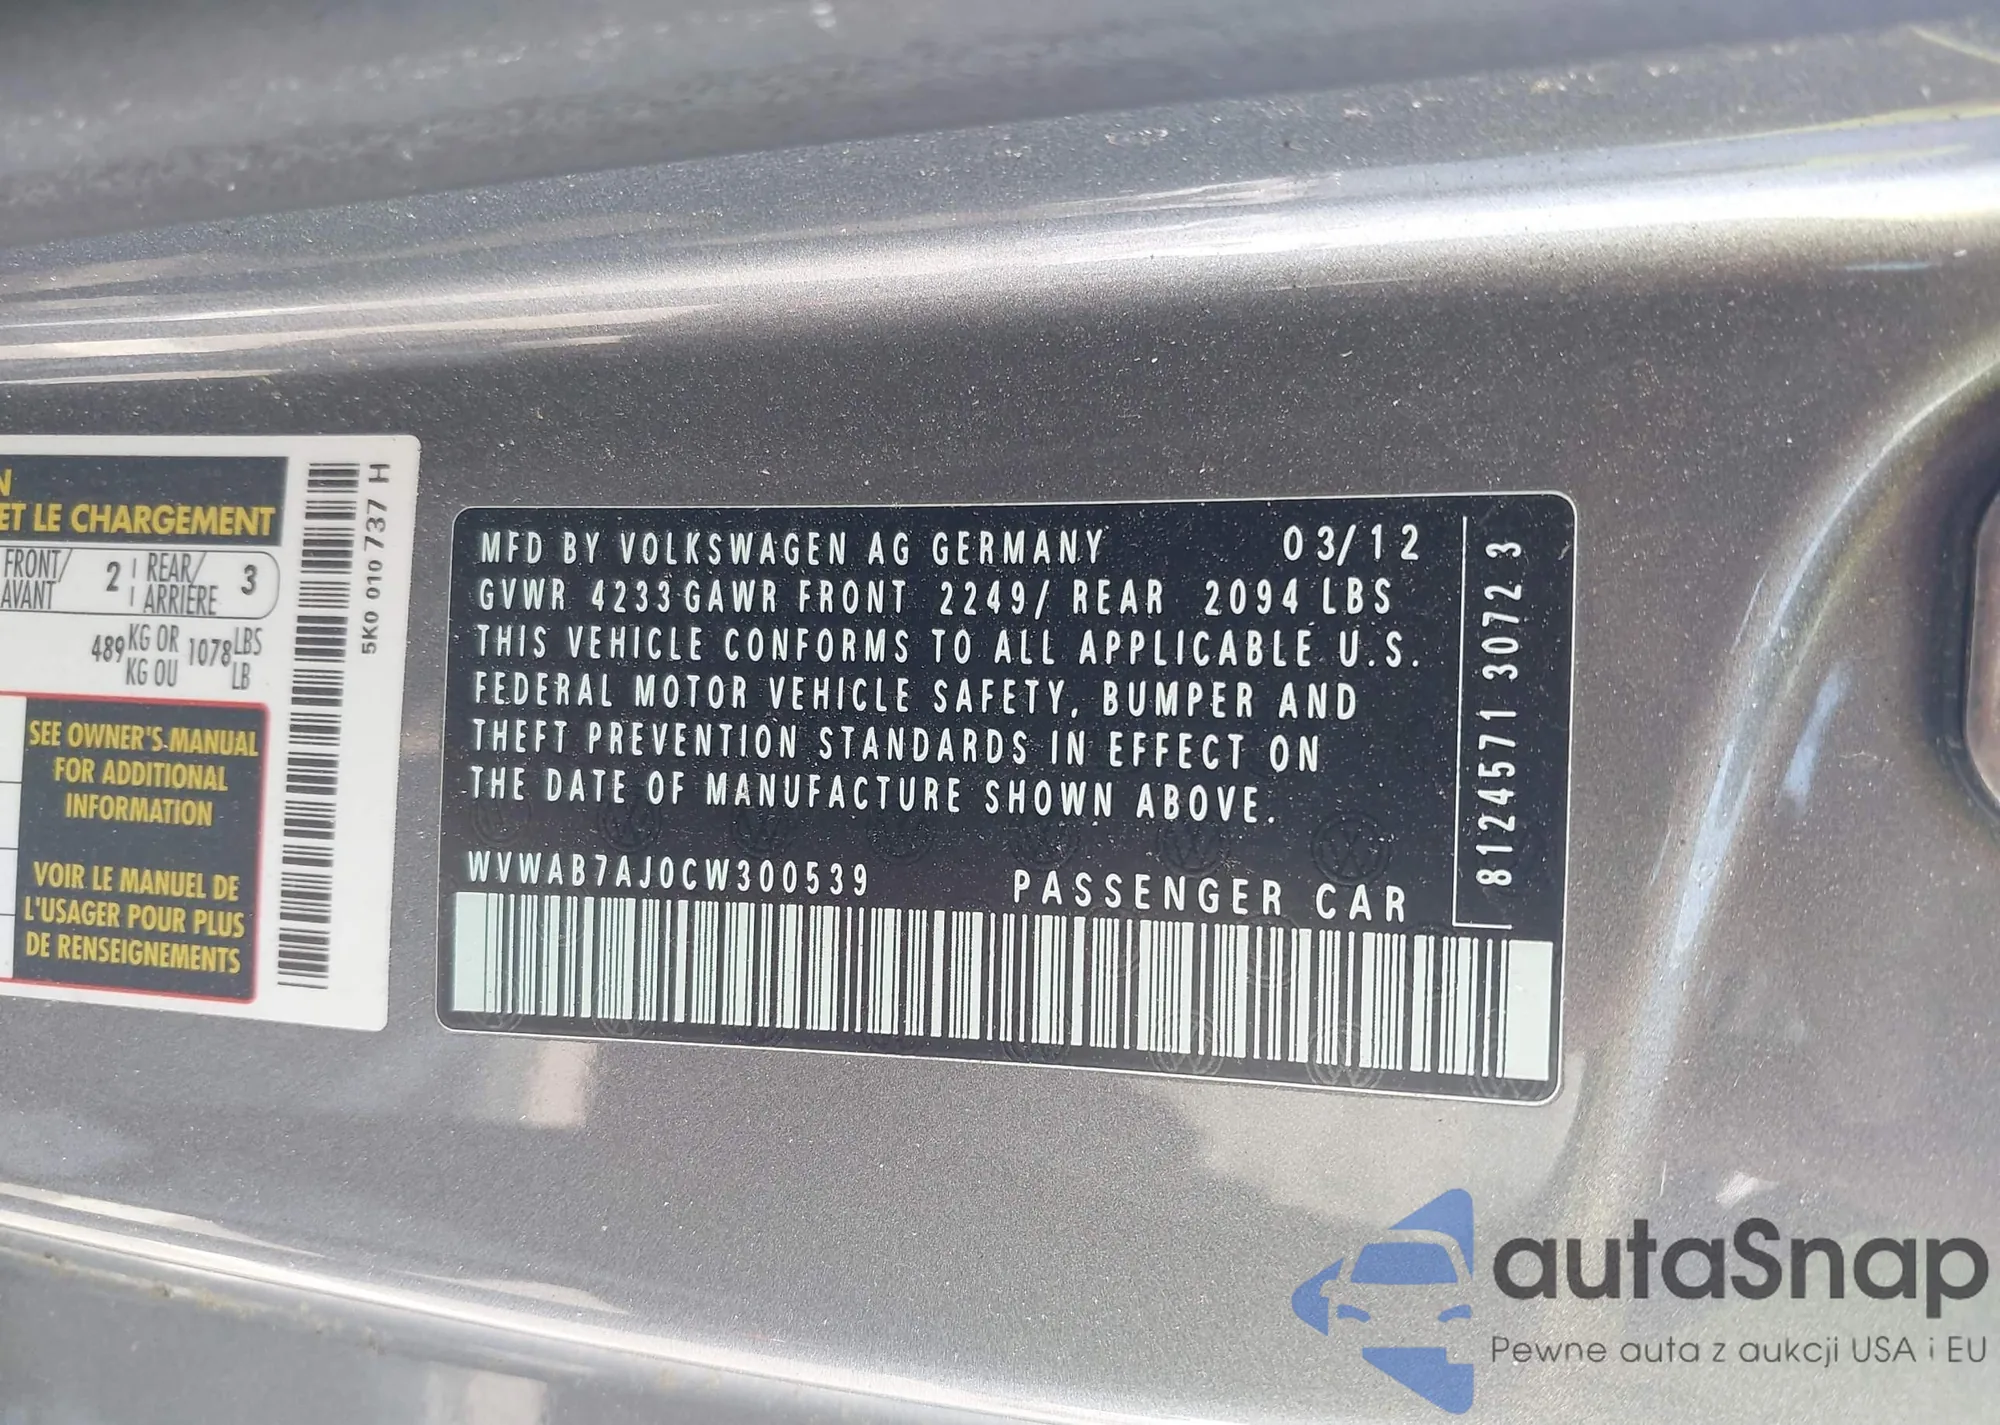 N
ET LE CHARGEMENT
FRONT/
AVANT
2
REAR/
ARRIÈRE
3
489 KG OR 1078 LBS
KG OU LB
SEE OWNER'S MANUAL
FOR ADDITIONAL
INFORMATION
VOIR LE MANUEL DE
L'USAGER POUR PLUS
DE RENSEIGNEMENTS
5K0 010 737 H
MFD BY VOLKSWAGEN AG GERMANY 03/12
GVWR 4233 GAWR FRONT 2249/ REAR 2094 LBS
THIS VEHICLE CONFORMS TO ALL APPLICABLE U.S.
FEDERAL MOTOR VEHICLE SAFETY, BUMPER AND
THEFT PREVENTION STANDARDS IN EFFECT ON
THE DATE OF MANUFACTURE SHOWN ABOVE.
WVWAB7AJ0CW300539 PASSENGER CAR
8124571 3072 3
autaSnap
Pewne auta z aukcji USA i EU